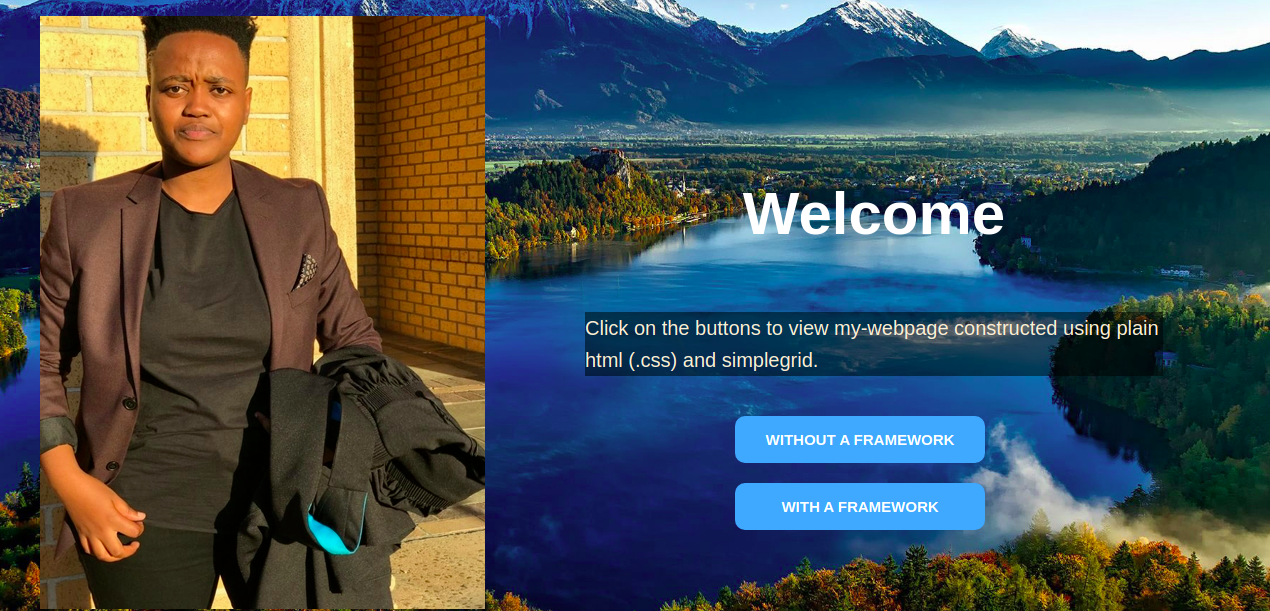 Welcome
Click on the buttons to view my-webpage constructed using plain
html (.css) and simplegrid.
WITHOUT A FRAMEWORK
WITH A FRAMEWORK